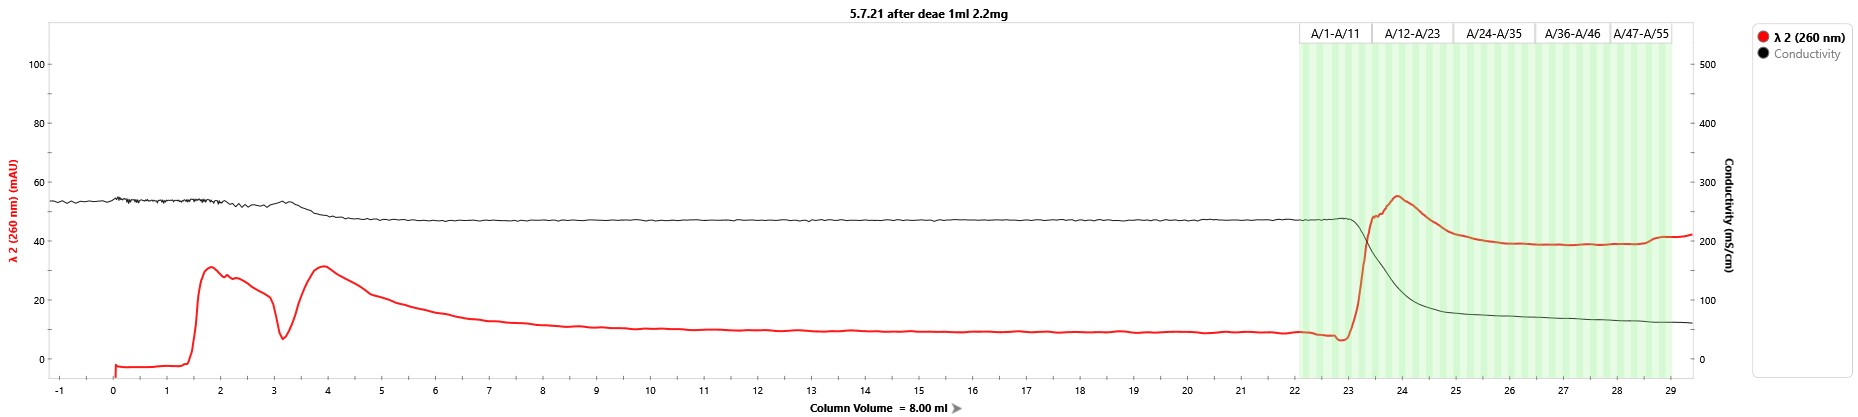 5.7.21 after deae 1ml 2.2mg
A/1-A/11 A/12-A/23 A/24-A/35 A/36-A/46 A/47-A/55
λ 2 (260 nm)
Conductivity
100
80
60
40
20
0
λ 2 (260 nm) (mAU)
500
400
300
200
100
0
Conductivity (mS/cm)
-1 0 1 2 3 4 5 6 7 8 9 10 11 12 13 14 15 16 17 18 19 20 21 22 23 24 25 26 27 28 29
Column Volume = 8.00 ml